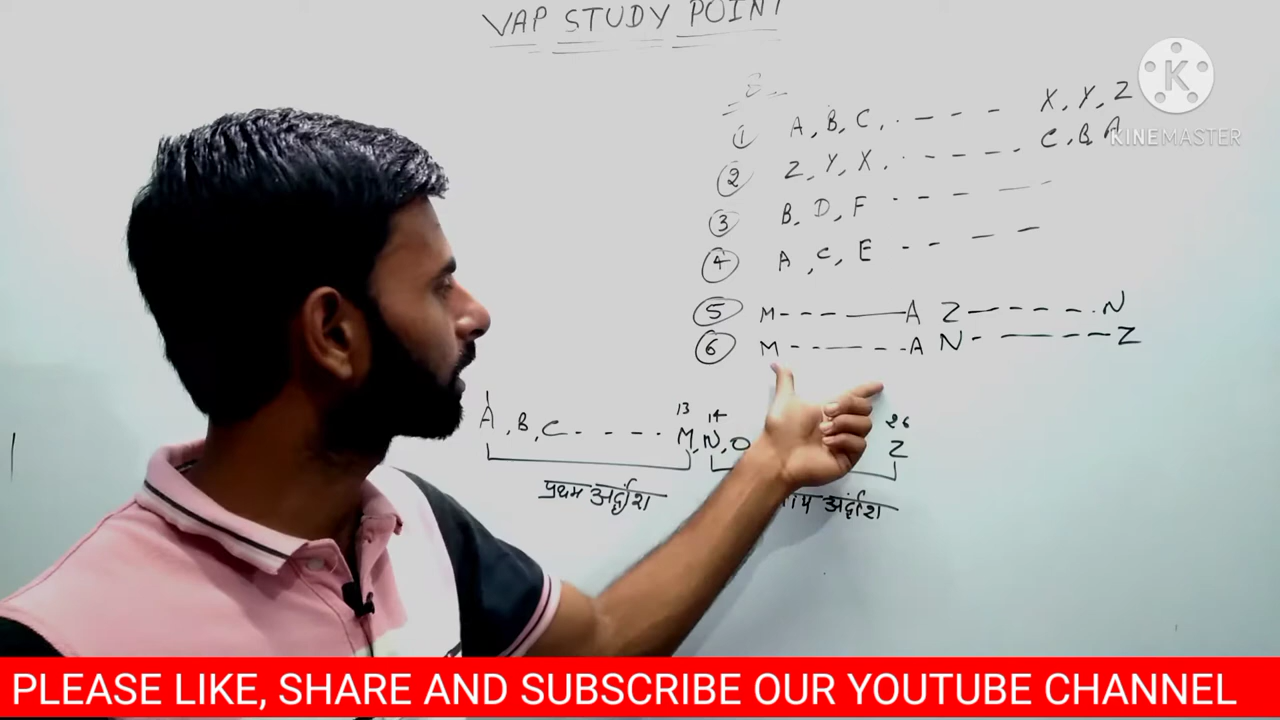 VAP STUDY POINT
K
KINEMASTER
① A, B, C, . - - - - X, Y, Z
② Z, Y, X, . - - - - . C, B, A
③ B, D, F . - - - - -
④ A, C, E - - - -
⑤ M - - - — A Z - - - - - . N
⑥ M - - - - - A N - - - - - Z
A, B, C - - - - - M, N, O Z
13 14 26
प्रथम अर्द्धांश
अर्द्धांश
PLEASE LIKE, SHARE AND SUBSCRIBE OUR YOUTUBE CHANNEL